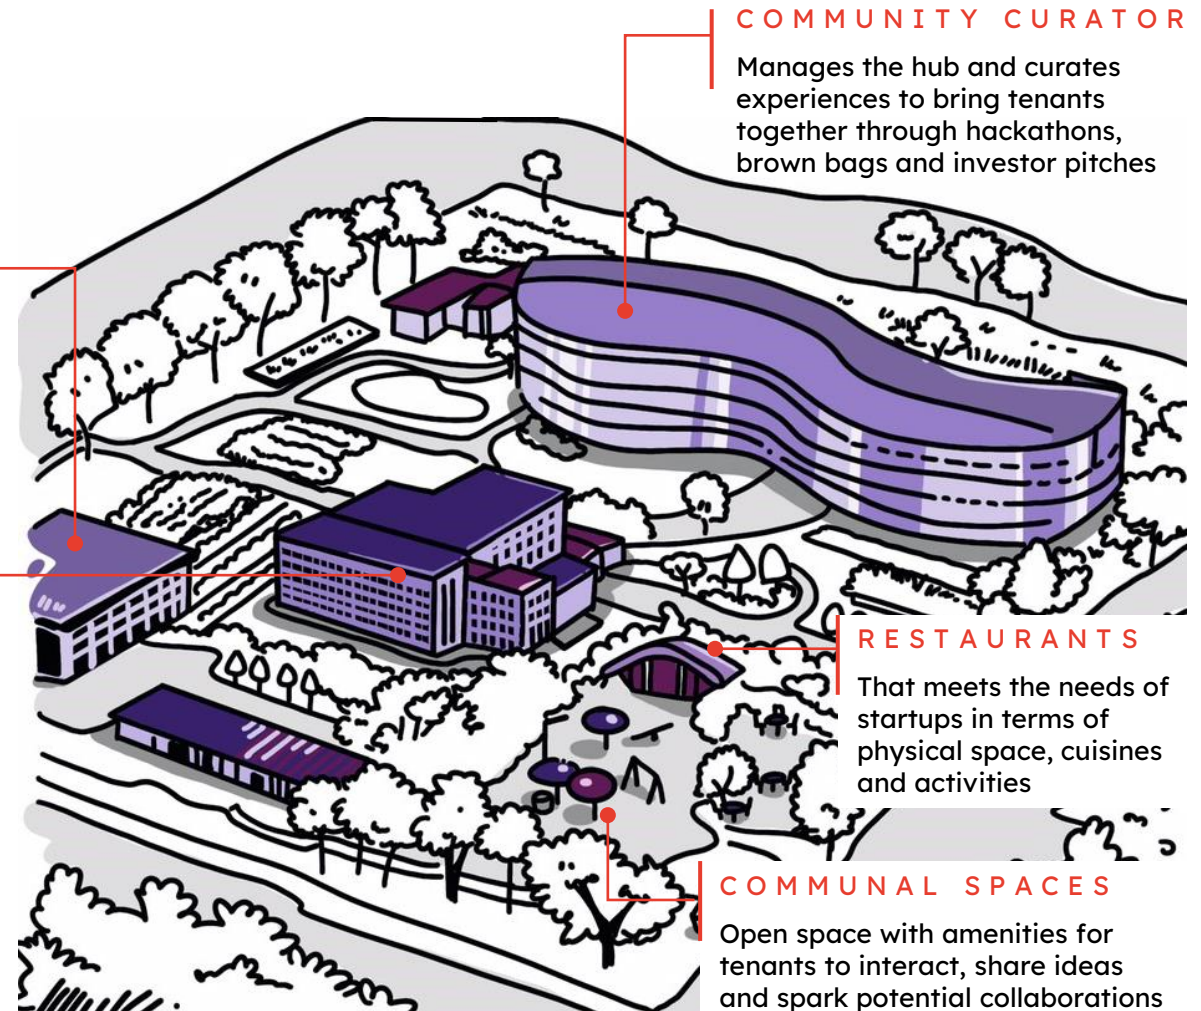 COMMUNITY CURATOR
Manages the hub and curates
experiences to bring tenants
together through hackathons,
brown bags and investor pitches
RESTAURANTS
That meets the needs of
startups in terms of
physical space, cuisines
and activities
COMMUNAL SPACES
Open space with amenities for
tenants to interact, share ideas
and spark potential collaborations